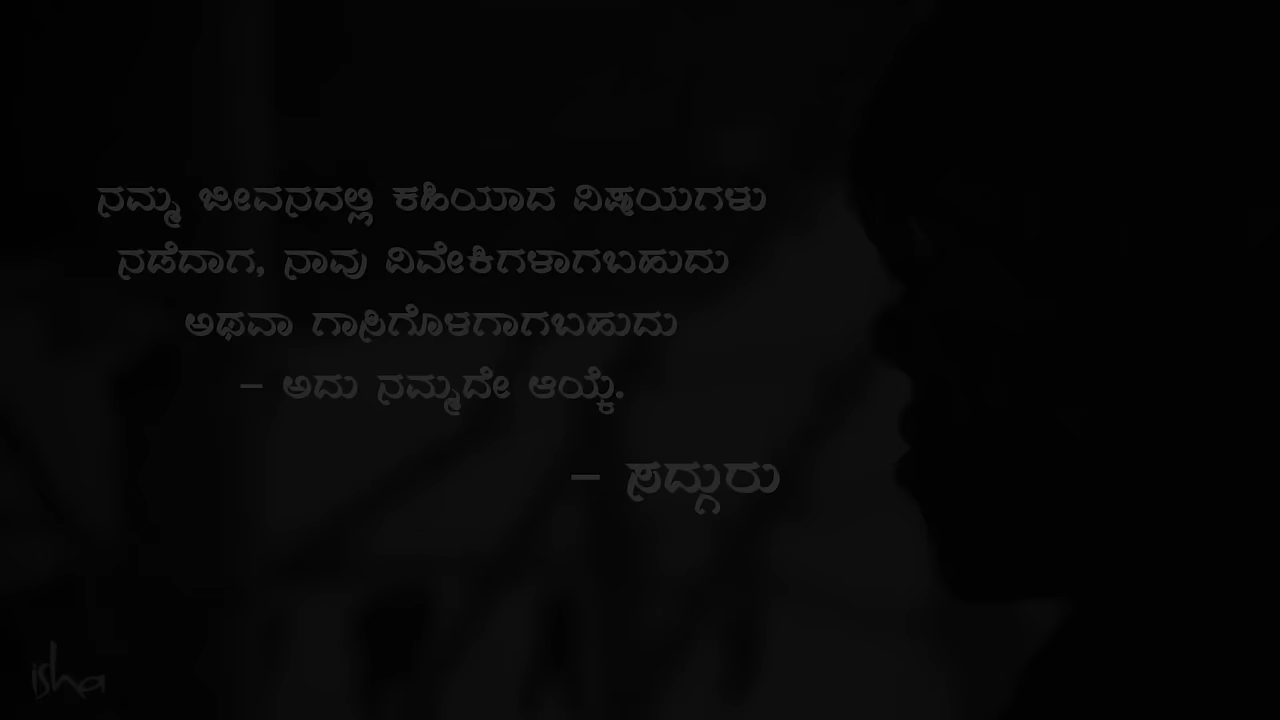 ನಮ್ಮ ಜೀವನದಲ್ಲಿ ಕಹಿಯಾದ ವಿಷಯಗಳು
ನಡೆದಾಗ, ನಾವು ವಿವೇಕಿಗಳಾಗಬಹುದು
ಅಥವಾ ಗಾಸಿಗೊಳಗಾಗಬಹುದು
– ಅದು ನಮ್ಮದೇ ಆಯ್ಕೆ.
– ಸದ್ಗುರು
isha